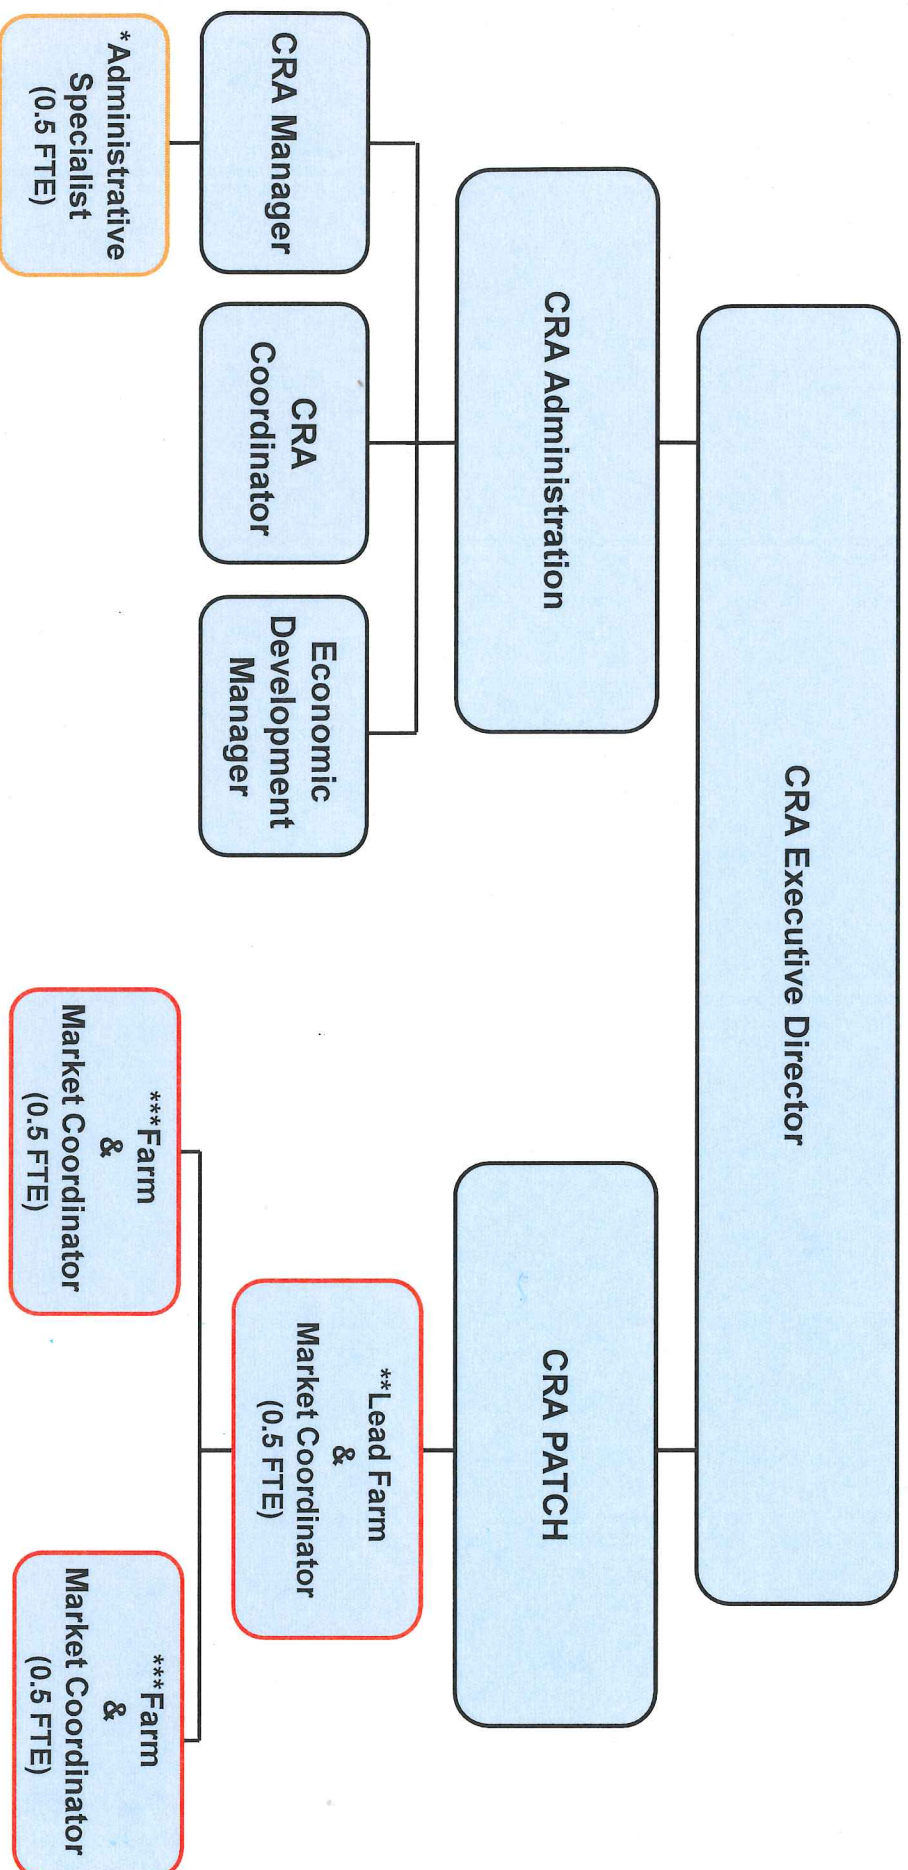 CRA Executive Director
CRA Administration
CRA PATCH
CRA Manager
CRA
Coordinator
Economic
Development
Manager
**Lead Farm
&
Market Coordinator
(0.5 FTE)
*Administrative
Specialist
(0.5 FTE)
***Farm
&
Market Coordinator
(0.5 FTE)
***Farm
&
Market Coordinator
(0.5 FTE)